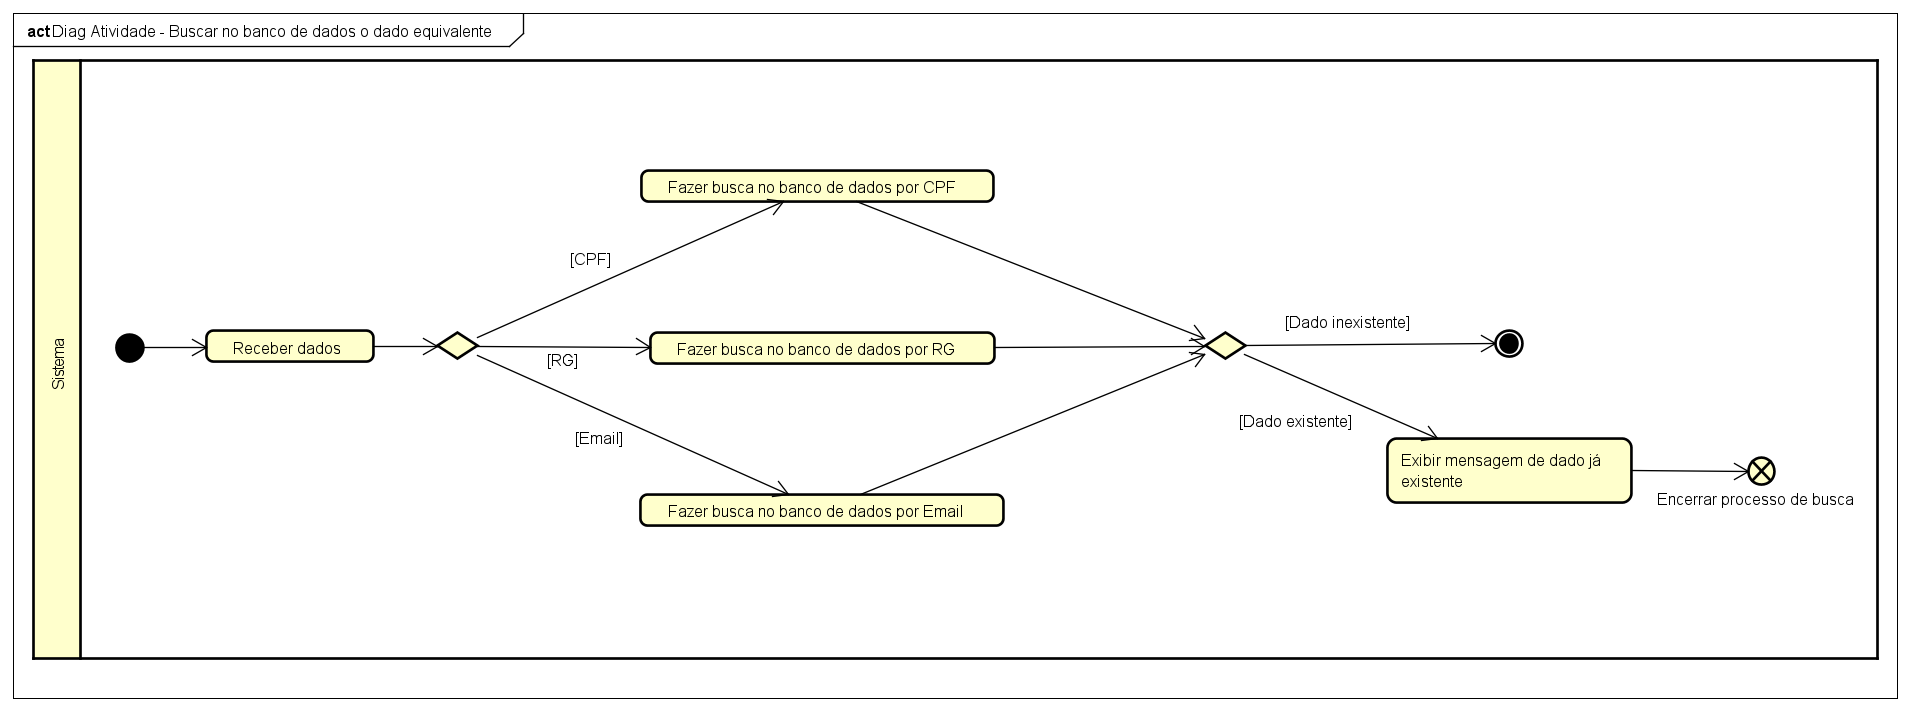 act Diag Atividade - Buscar no banco de dados o dado equivalente
Sistema
Receber dados
[CPF]
[RG]
[Email]
Fazer busca no banco de dados por CPF
Fazer busca no banco de dados por RG
Fazer busca no banco de dados por Email
[Dado inexistente]
[Dado existente]
Exibir mensagem de dado já
existente
Encerrar processo de busca